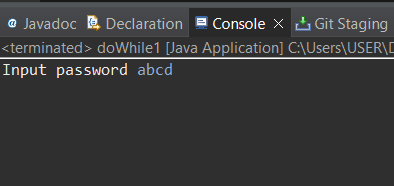 Javadoc Declaration Console Git Staging
<terminated> doWhile1 [Java Application] C:\Users\USER\D
Input password abcd